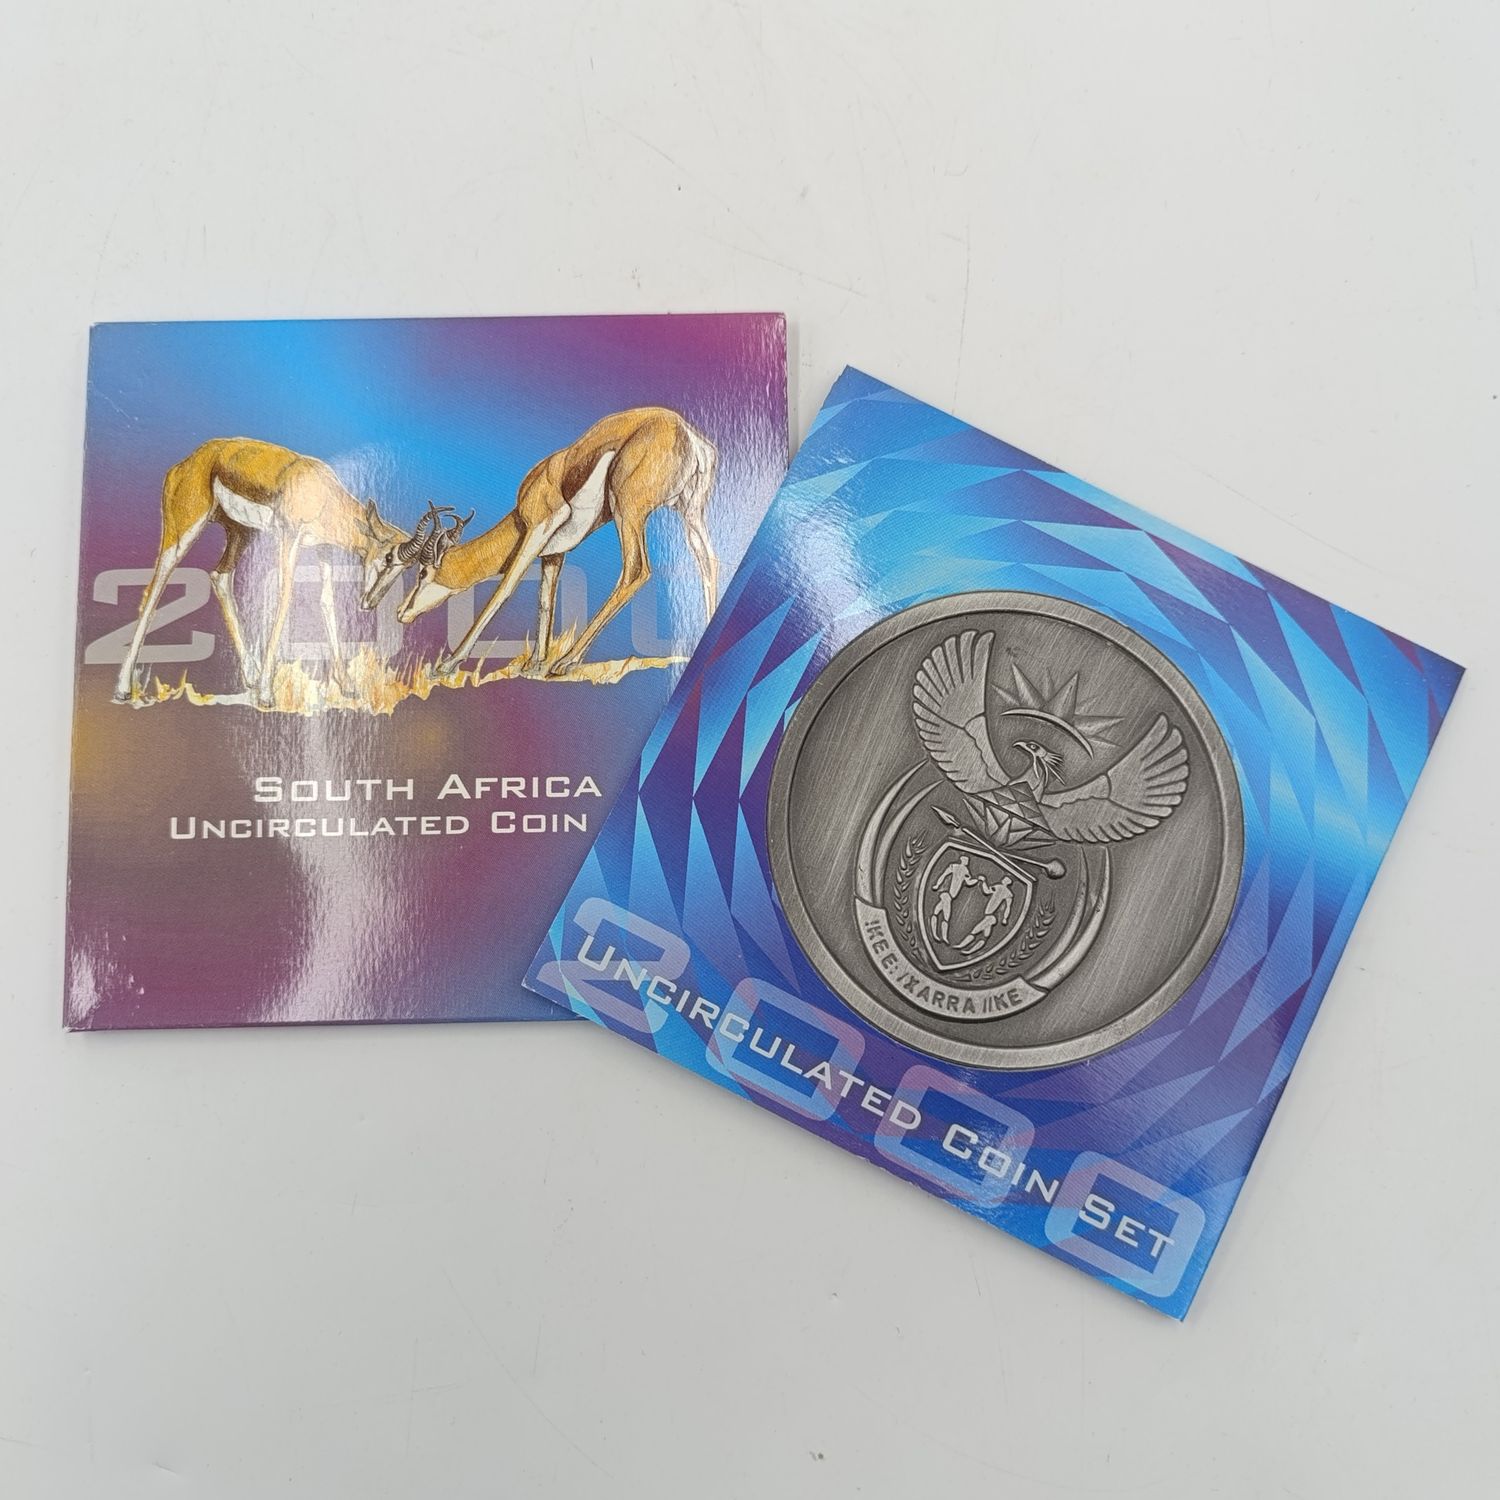 2000
South Africa
Uncirculated Coin
!KE E: /XARRA //KE
2000
Uncirculated Coin Set